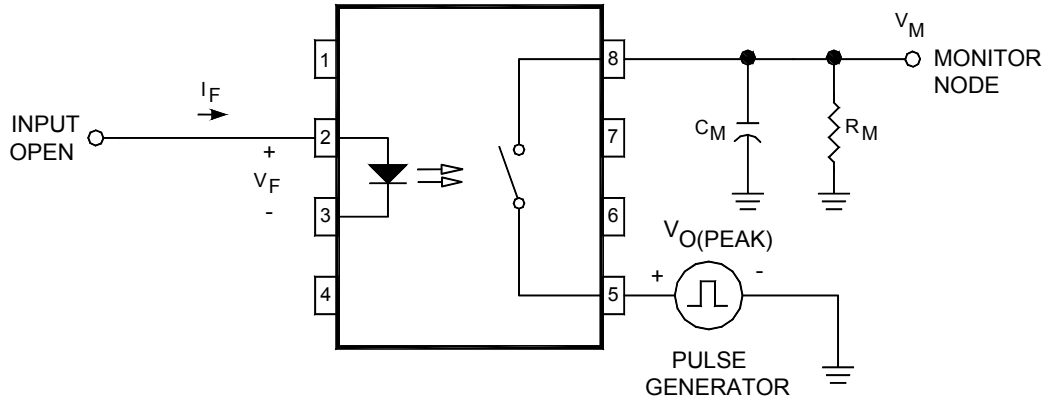 V_M
MONITOR
NODE
1
8
I_F
INPUT
OPEN
2
7
C_M
R_M
+
V_F
-
3
6
V_O(PEAK)
4
5
+
-
PULSE
GENERATOR